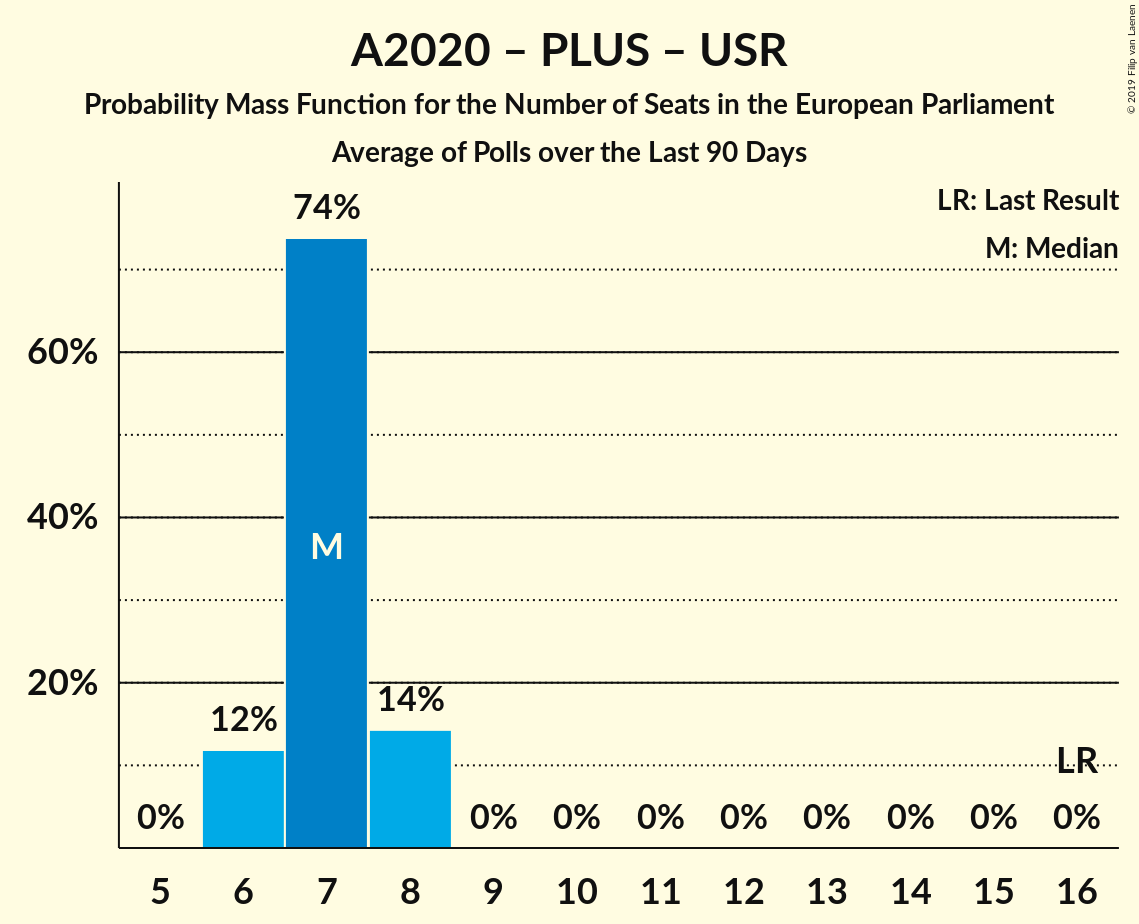 A2020 – PLUS – USR
Probability Mass Function for the Number of Seats in the European Parliament
Average of Polls over the Last 90 Days
© 2019 Filip van Laenen
LR: Last Result
M: Median
74%
60%
40%
M
20%
14%
12%
LR
0% 0% 0% 0% 0% 0% 0% 0% 0%
5 6 7 8 9 10 11 12 13 14 15 16